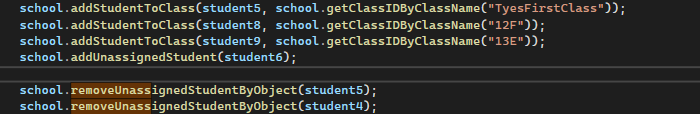 school.addStudentToClass(student5, school.getClassIDByClassName("TyesFirstClass"));
school.addStudentToClass(student8, school.getClassIDByClassName("12F"));
school.addStudentToClass(student9, school.getClassIDByClassName("13E"));
school.addUnassignedStudent(student6);
school.removeUnassignedStudentByObject(student5);
school.removeUnassignedStudentByObject(student4);